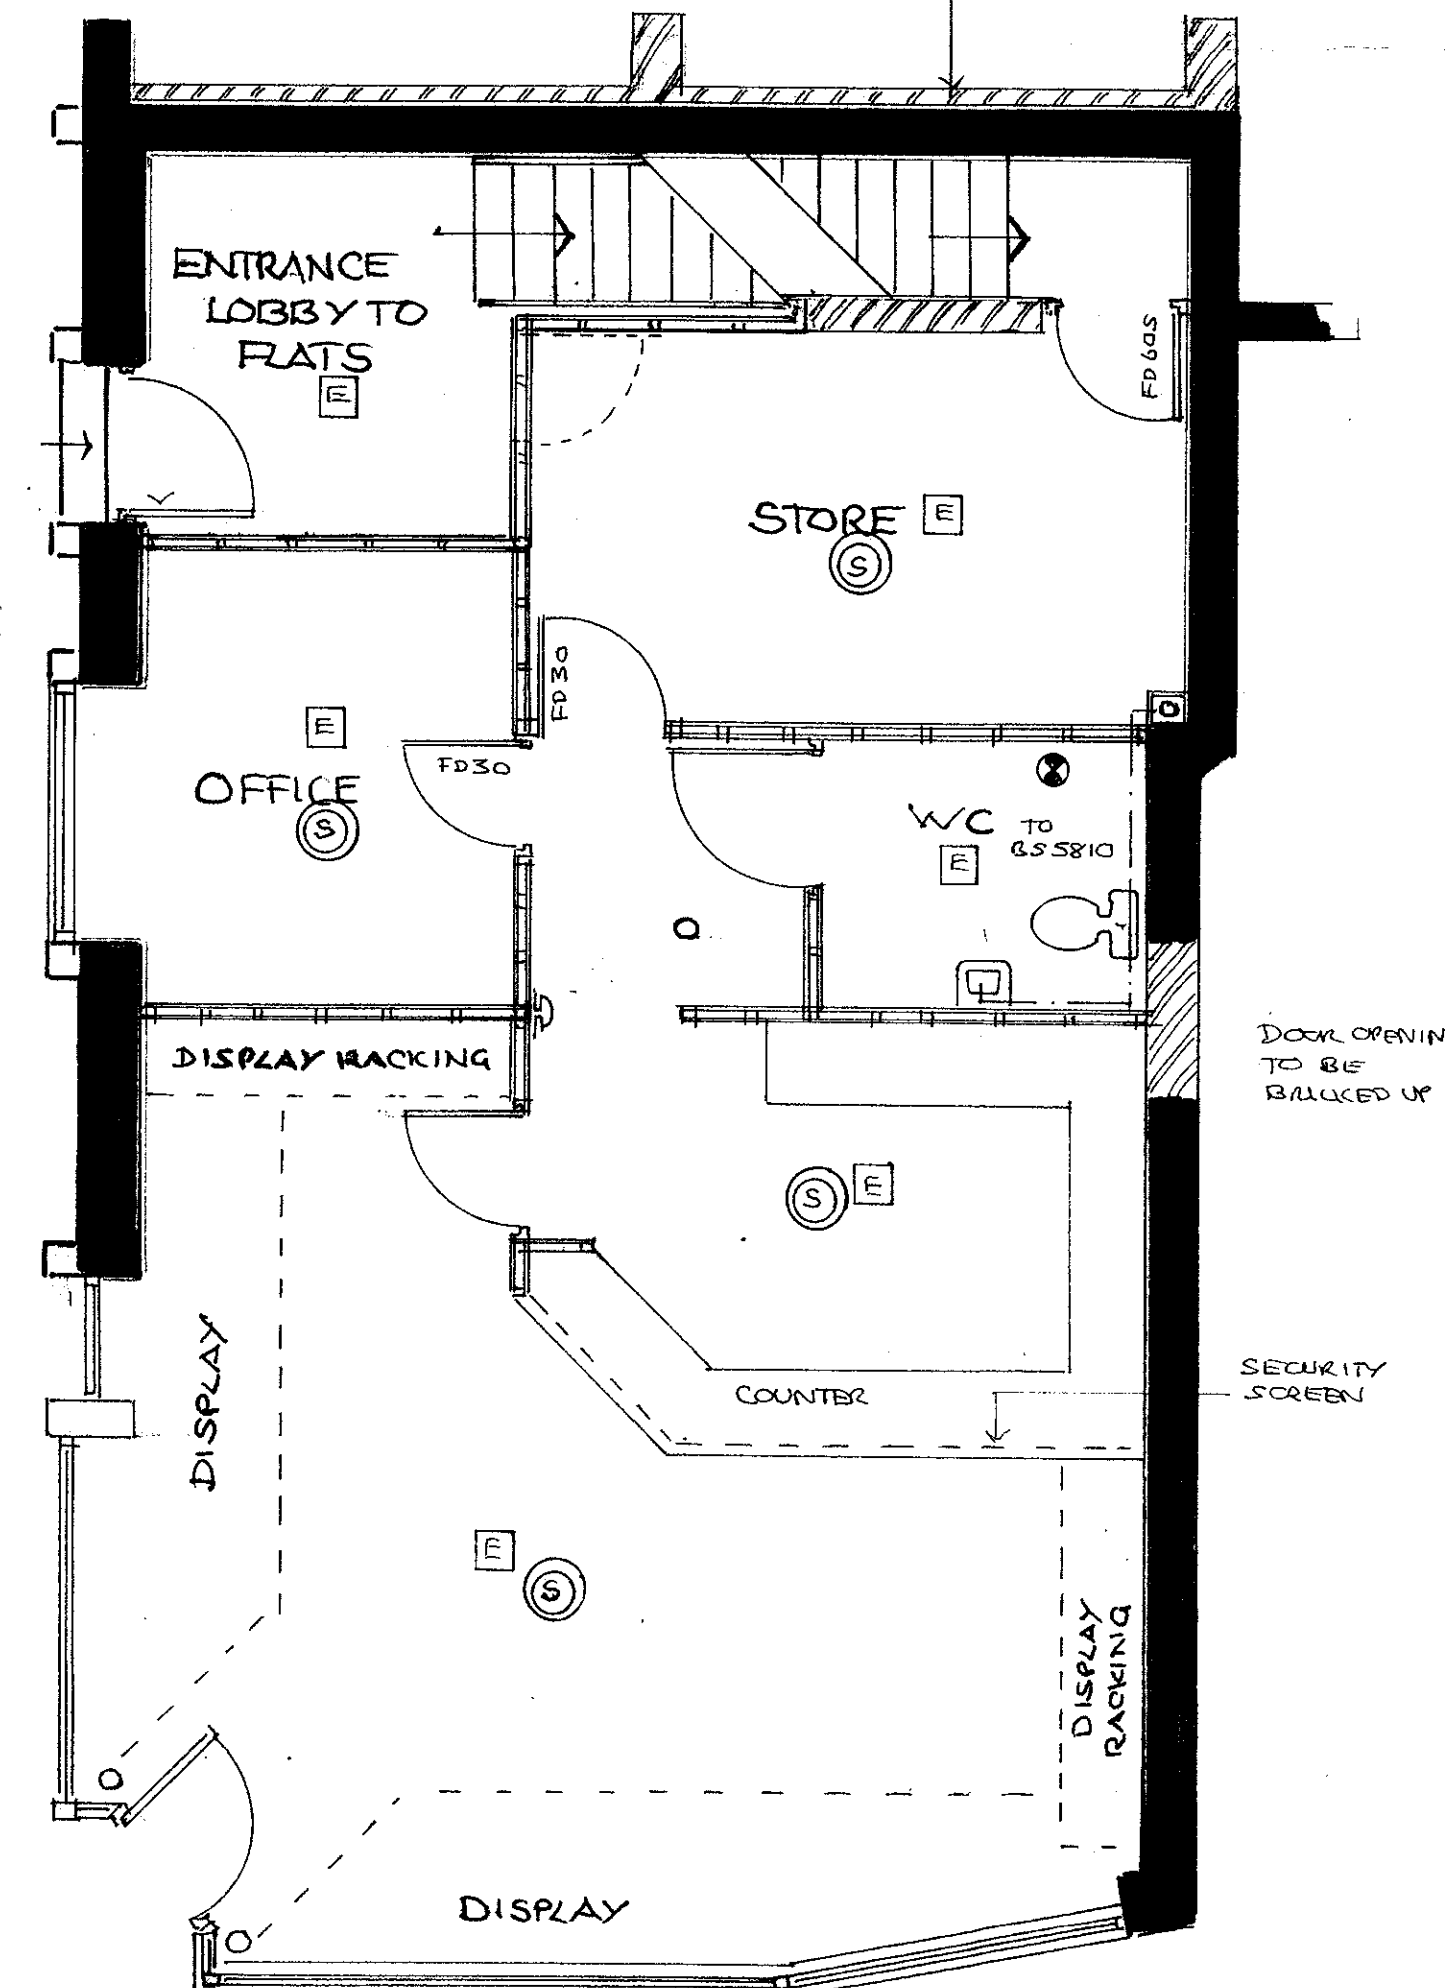 ENTRANCE
LOBBY TO
FLATS
E
FD60S
STORE
E
S
FD30
E
FD30
OFFICE
S
WC TO
BS5810
E
DOOR OPENIN
TO BE
BRICKED UP
DISPLAY RACKING
S
E
DISPLAY
SECURITY
SCREEN
COUNTER
E
S
DISPLAY
RACKING
DISPLAY